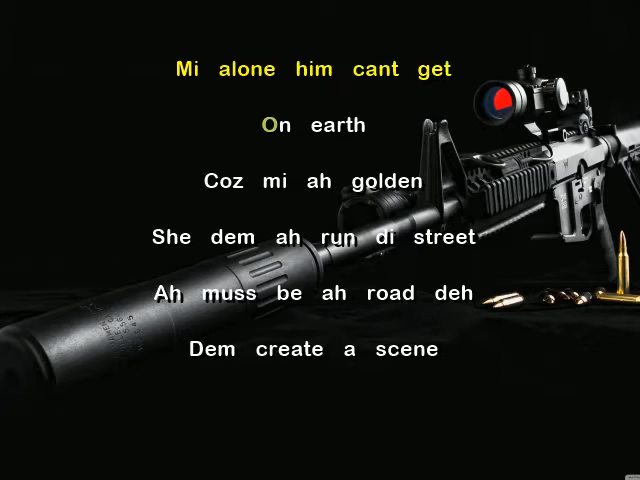 Mi alone him cant get
On earth
Coz mi ah golden
She dem ah run di street
Ah muss be ah road deh
Dem create a scene